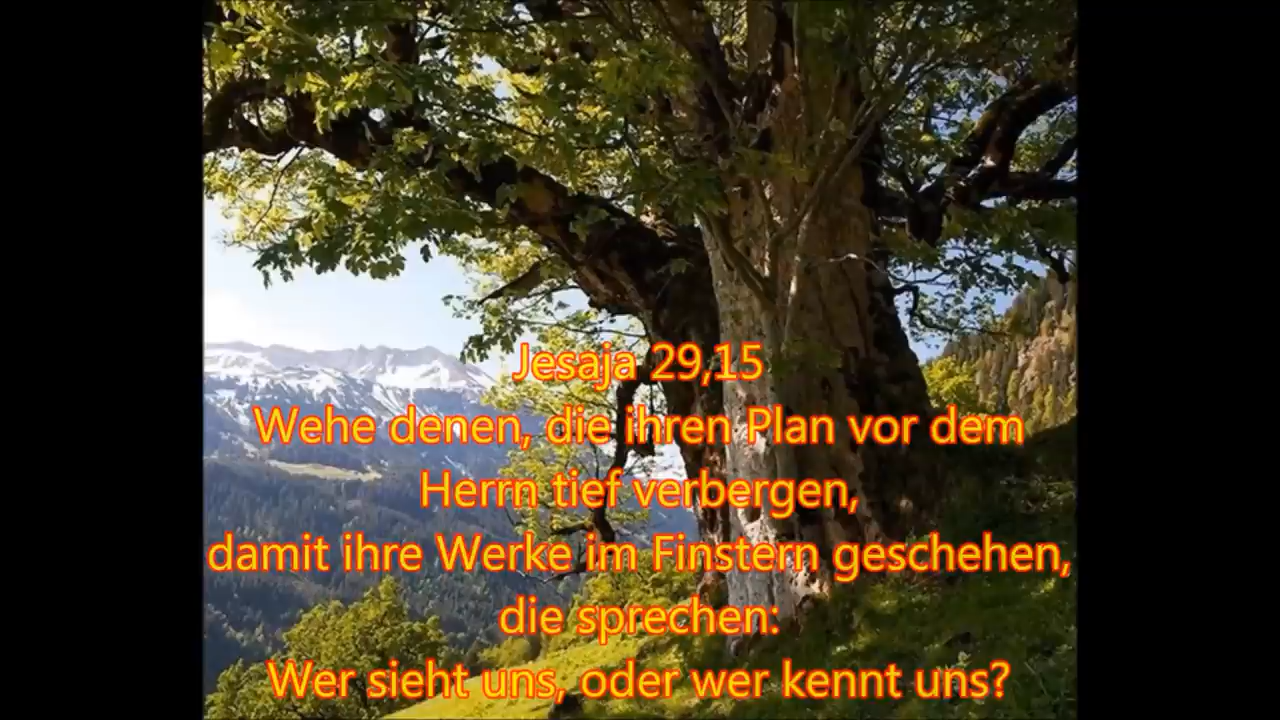 Jesaja 29,15
Wehe denen, die ihren Plan vor dem
Herrn tief verbergen,
damit ihre Werke im Finstern geschehen,
die sprechen:
Wer sieht uns, oder wer kennt uns?